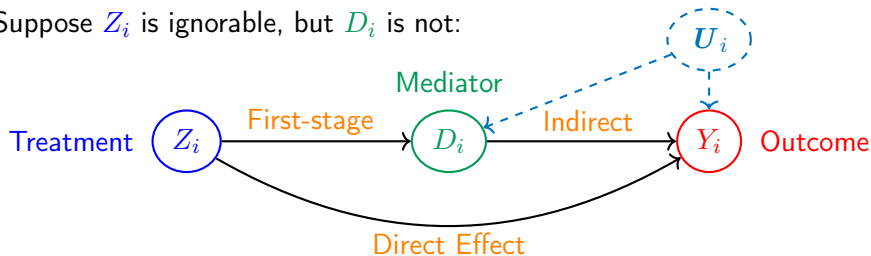 Suppose Z_i is ignorable, but D_i is not:
U_i
Mediator
First-stage
Indirect
Treatment
Z_i
D_i
Y_i
Outcome
Direct Effect